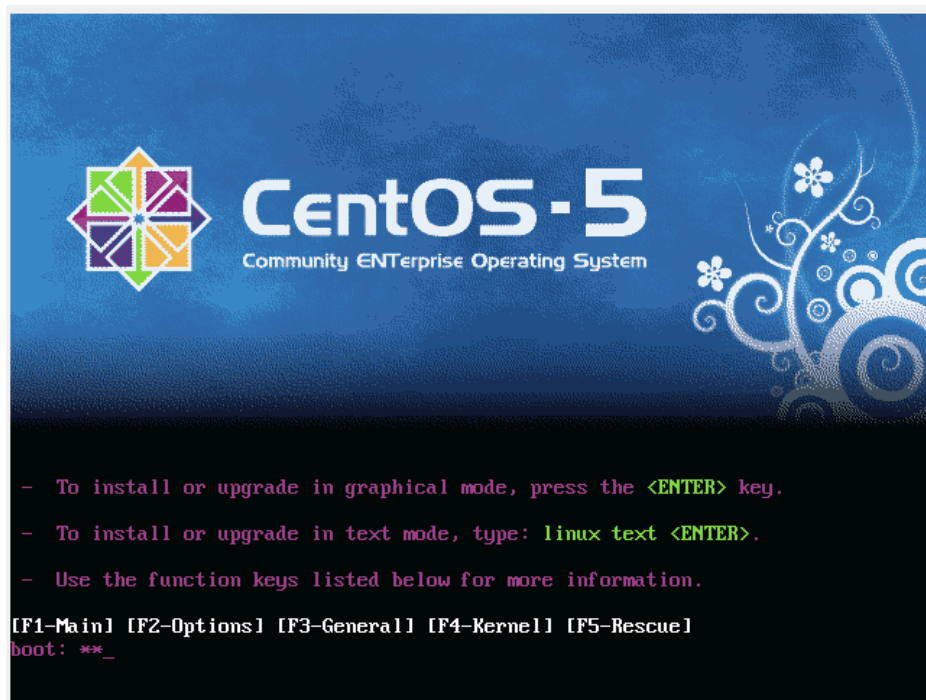 CentOS·5
Community ENTerprise Operating System
- To install or upgrade in graphical mode, press the <ENTER> key.
- To install or upgrade in text mode, type: linux text <ENTER>.
- Use the function keys listed below for more information.
[F1-Main] [F2-Options] [F3-General] [F4-Kernel] [F5-Rescue]
boot: **_